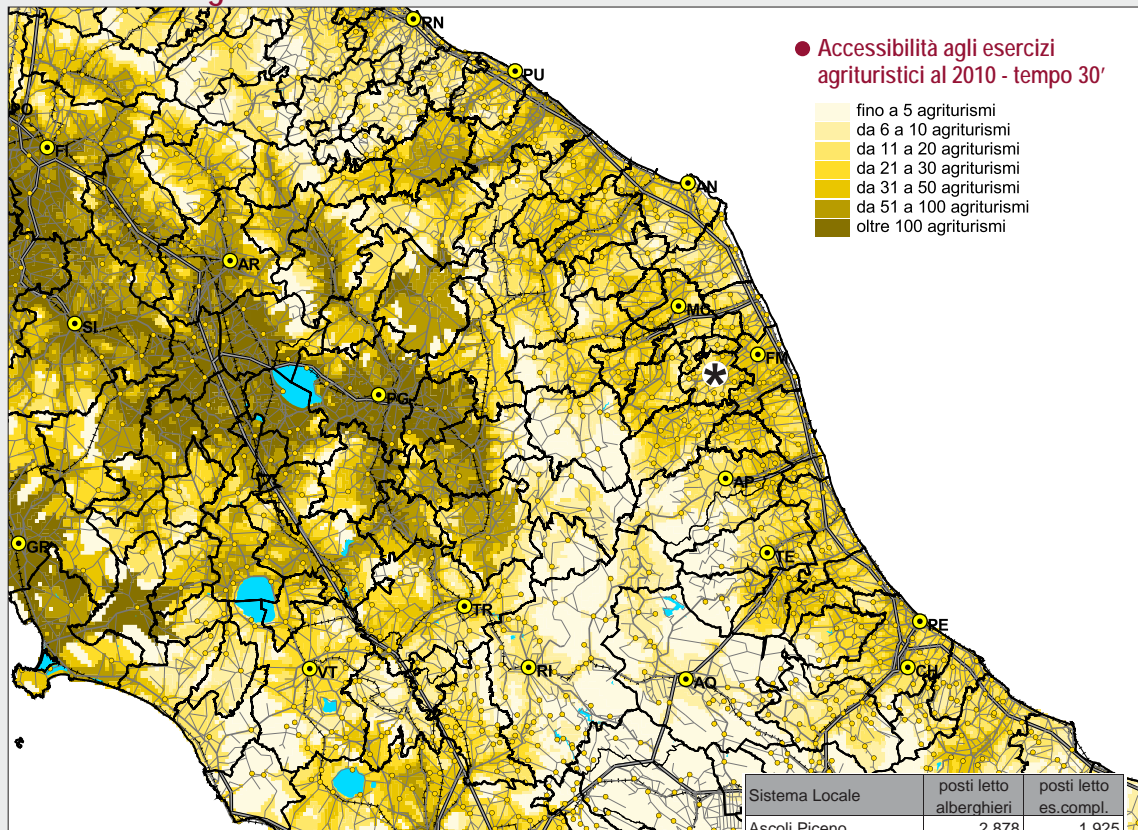 ● Accessibilità agli esercizi
agrituristici al 2010 - tempo 30'
fino a 5 agriturismi
da 6 a 10 agriturismi
da 11 a 20 agriturismi
da 21 a 30 agriturismi
da 31 a 50 agriturismi
da 51 a 100 agriturismi
oltre 100 agriturismi
RN
PU
PO
FI
AN
AR
MC
SI
FM
*
PG
AP
GR
TE
TR
PE
VT
RI
AQ
CH
Sistema Locale posti letto alberghieri posti letto es.compl.
Ascoli Piceno 2.878 1.925